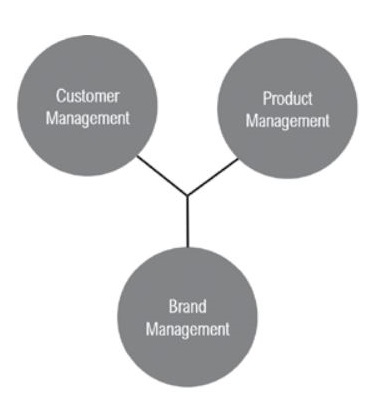 Customer
Management
Product
Management
Brand
Management